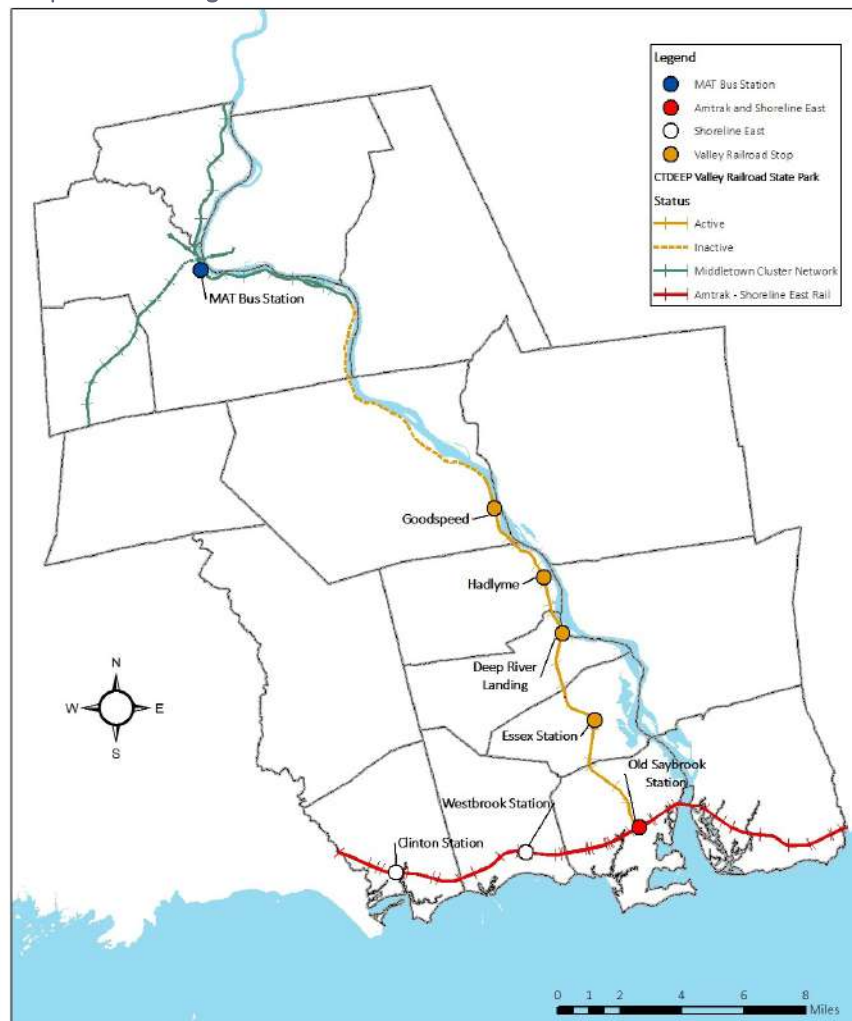 Legend
MAT Bus Station
Amtrak and Shoreline East
Shoreline East
Valley Railroad Stop
CTDEEP Valley Railroad State Park
Status
Active
Inactive
Middletown Cluster Network
Amtrak - Shoreline East Rail
MAT Bus Station
Goodspeed
Hadlyme
Deep River
Landing
Essex Station
Old Saybrook
Station
Westbrook Station
Clinton Station
N
W E
S
0 1 2 4 6 8
Miles